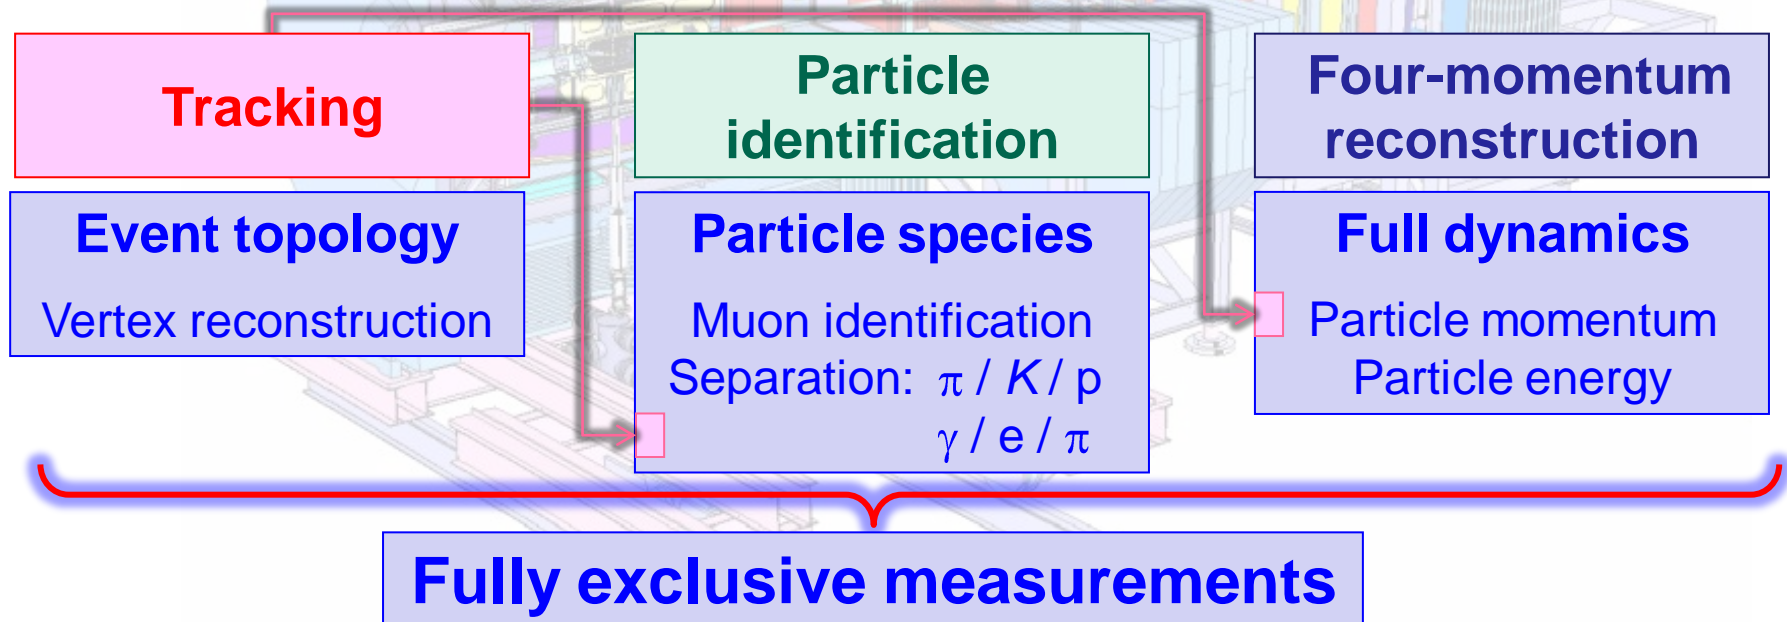 Tracking
Particle
identification
Four-momentum
reconstruction
Event topology
Vertex reconstruction
Particle species
Muon identification
Separation: π / K / p
γ / e / π
Full dynamics
Particle momentum
Particle energy
Fully exclusive measurements